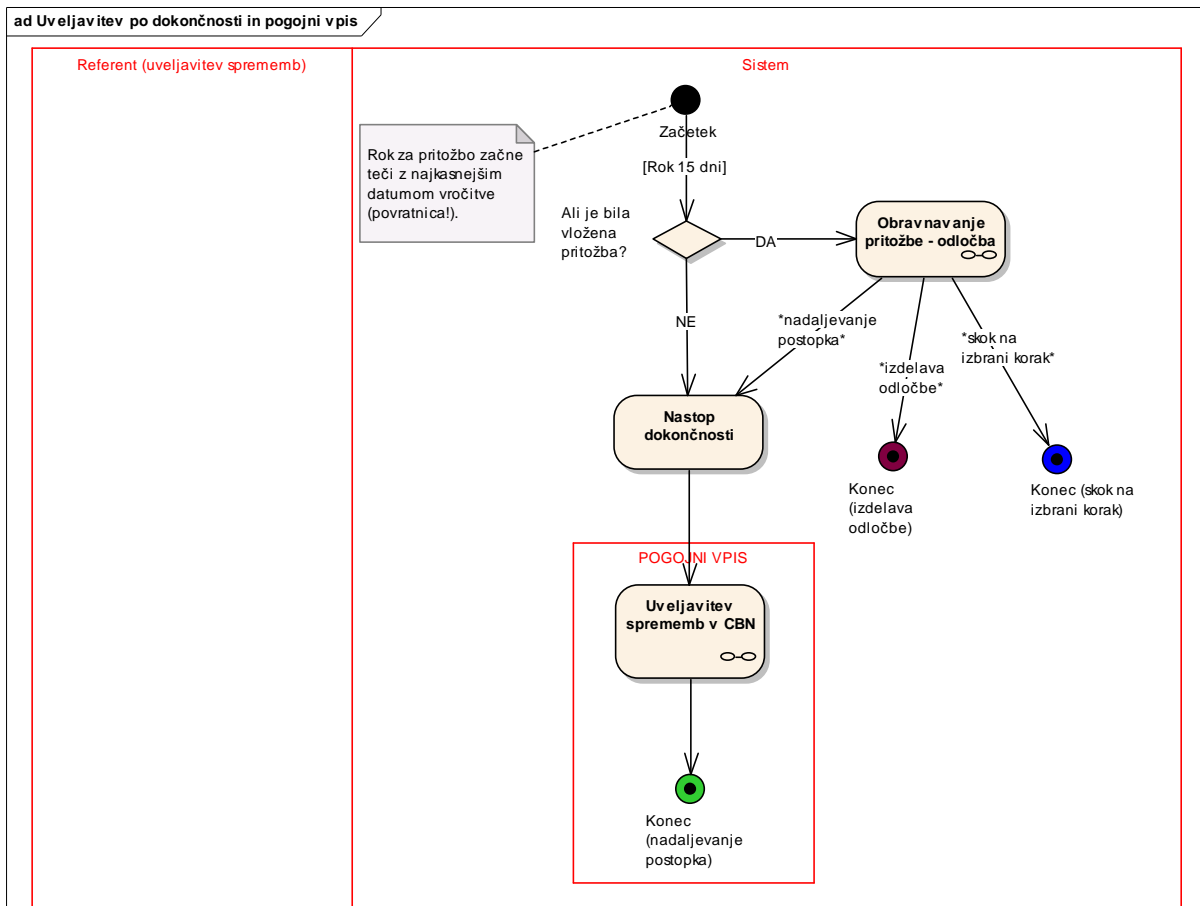 ad Uveljavitev po dokončnosti in pogojni vpis
Referent (uveljavitev sprememb)
Sistem
Začetek
Rok za pritožbo začne
teči z najkasnejšim
datumom vročitve
(povratnica!).
[Rok 15 dni]
Ali je bila
vložena
pritožba?
DA
Obravnavanje
pritožbe - odločba
NE
*nadaljevanje
postopka*
*izdelava
odločbe*
*skok na
izbrani korak*
Nastop
dokončnosti
Konec
(izdelava
odločbe)
Konec (skok na
izbrani korak)
POGOJNI VPIS
Uveljavitev
sprememb v CBN
Konec
(nadaljevanje
postopka)